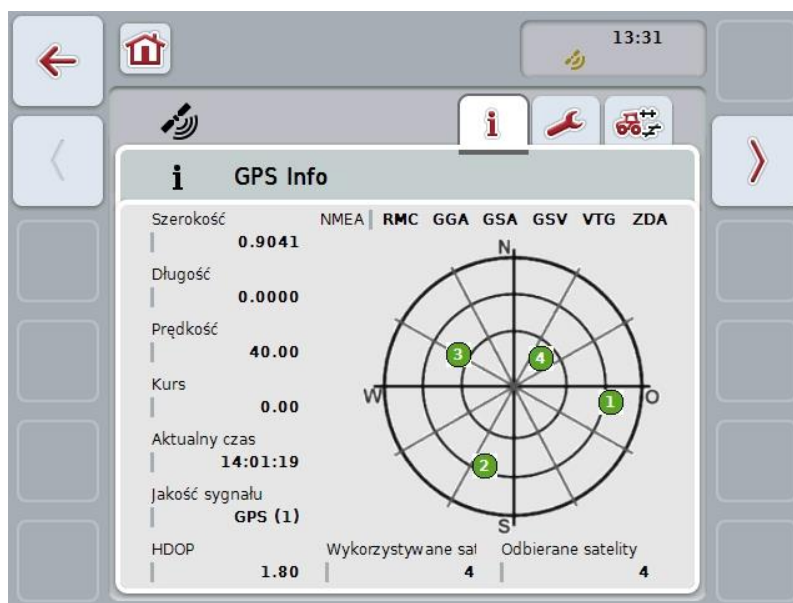 13:31
i
i GPS Info
Szerokość
0.9041
NMEA RMC GGA GSA GSV VTG ZDA
Długość
0.0000
Prędkość
40.00
Kurs
0.00
Aktualny czas
14:01:19
Jakość sygnału
GPS (1)
HDOP
1.80
N
3
4
W
1
O
2
S
Wykorzystywane sat
4
Odbierane satelity
4